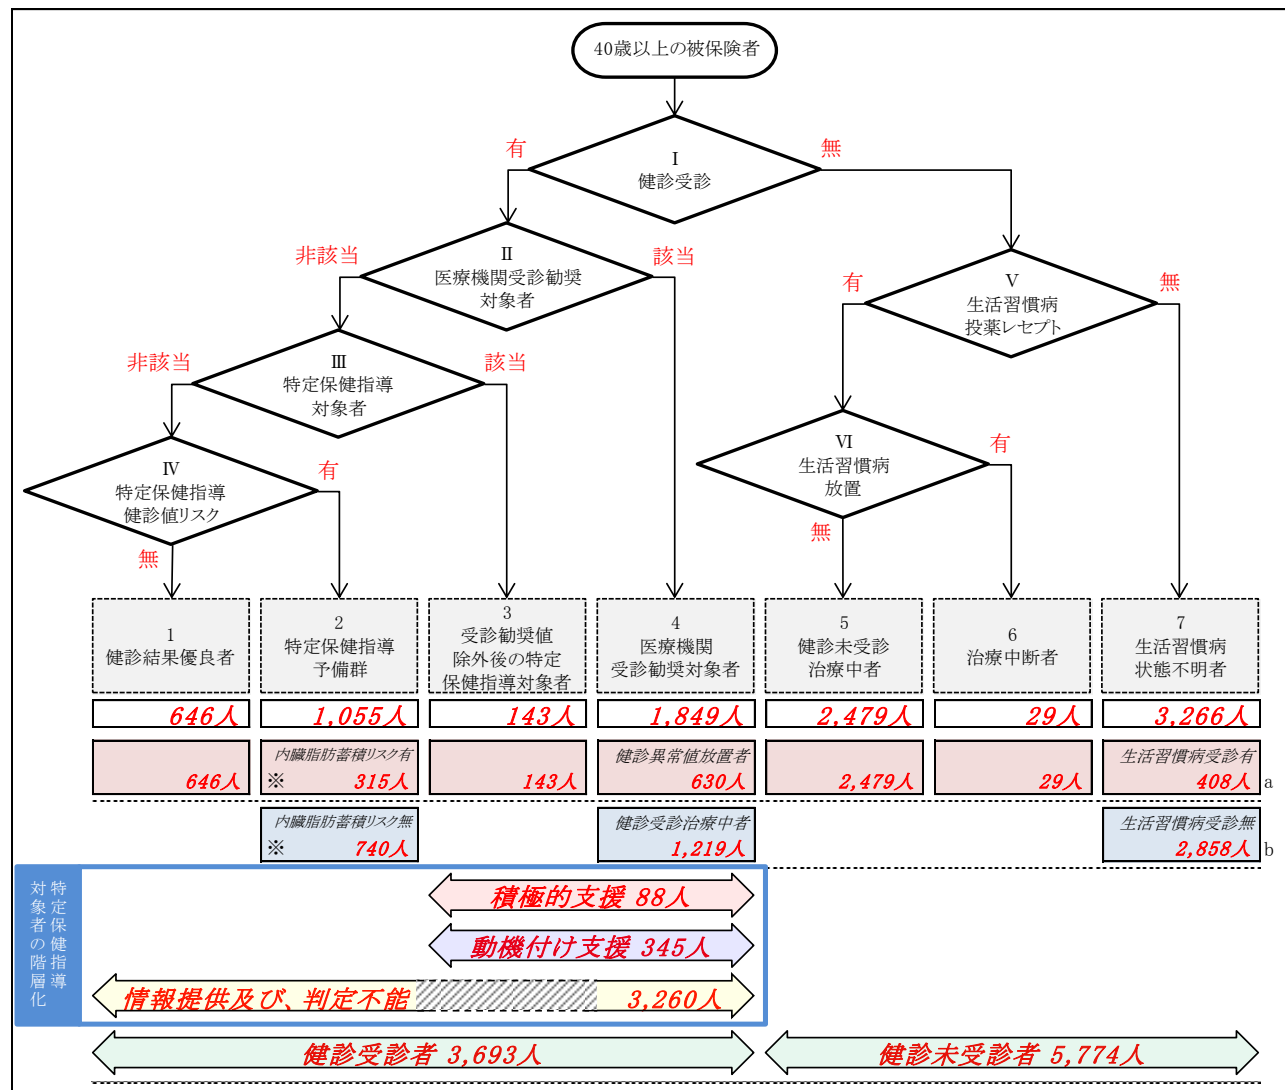 40歳以上の被保険者
Ⅰ
健診受診
有
無
Ⅱ
医療機関受診勧奨
対象者
非該当
該当
Ⅴ
生活習慣病
投薬レセプト
有
無
Ⅲ
特定保健指導
対象者
非該当
該当
Ⅵ
生活習慣病
放置
有
無
Ⅳ
特定保健指導
健診値リスク
有
無
1
健診結果優良者
2
特定保健指導
予備群
3
受診勧奨値
除外後の特定
保健指導対象者
4
医療機関
受診勧奨対象者
5
健診未受診
治療中者
6
治療中断者
7
生活習慣病
状態不明者
646人
1,055人
143人
1,849人
2,479人
29人
3,266人
646人
内臓脂肪蓄積リスク有
※ 315人
143人
健診異常値放置者
630人
2,479人
29人
生活習慣病受診有
408人
a
内臓脂肪蓄積リスク無
※ 740人
健診受診治療中者
1,219人
生活習慣病受診無
2,858人
b
特定保健指導
対象者の階層化
積極的支援 88人
動機付け支援 345人
情報提供及び、判定不能 3,260人
健診受診者 3,693人
健診未受診者 5,774人